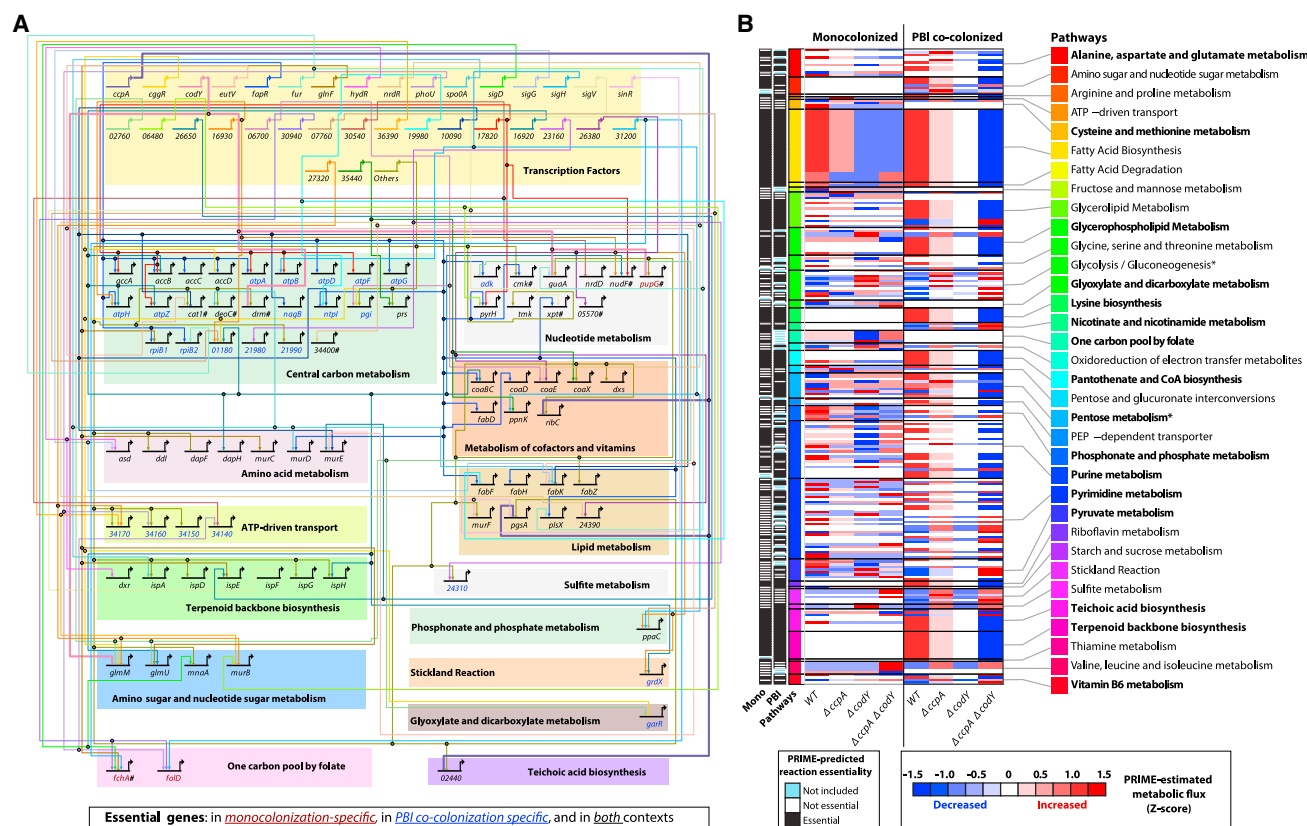 A
ccpA cggR codY eutV fapR fur glnF hydR nrdR phoU spo0A sigD sigG sigH sigV sinR
02760 06480 26650 16930 06700 30940 07760 30540 36390 19980 10090 17820 16920 23160 26380 31200
27320 35440 Others
Transcription Factors
accA accB accC accD atpA atpB atpD atpF atpG
atpH atpZ cat1# deoC# drm# nagB ntpI pgi prs
rpiB1 rpiB2 01180 21980 21990 34400#
Central carbon metabolism
adk cmk# guaA nrdD nudF# pupG#
pyrH tmk xpt# 05570#
Nucleotide metabolism
coaBC coaD coaE coaX dxs
fabD ppnK ribC
Metabolism of cofactors and vitamins
asd ddl dapF dapH murC murD murE
Amino acid metabolism
fabF fabH fabK fabZ
murF pgsA plsX 24390
Lipid metabolism
ATP-driven transport
34170 34160 34150 34140
dxr ispA ispD ispE ispF ispG ispH
Terpenoid backbone biosynthesis
Sulfite metabolism
24310
Phosphonate and phosphate metabolism
ppaC
Stickland Reaction
grdX
glmM glmU mnaA murB
Amino sugar and nucleotide sugar metabolism
Glyoxylate and dicarboxylate metabolism
garR
One carbon pool by folate
fchA# folD
02440
Teichoic acid biosynthesis
Essential genes: in monocolonization-specific, in PBI co-colonization specific, and in both contexts
B
Monocolonized PBI co-colonized
Pathways
Alanine, aspartate and glutamate metabolism
Amino sugar and nucleotide sugar metabolism
Arginine and proline metabolism
ATP –driven transport
Cysteine and methionine metabolism
Fatty Acid Biosynthesis
Fatty Acid Degradation
Fructose and mannose metabolism
Glycerolipid Metabolism
Glycerophospholipid Metabolism
Glycine, serine and threonine metabolism
Glycolysis / Gluconeogenesis*
Glyoxylate and dicarboxylate metabolism
Lysine biosynthesis
Nicotinate and nicotinamide metabolism
One carbon pool by folate
Oxidoreduction of electron transfer metabolites
Pantothenate and CoA biosynthesis
Pentose and glucuronate interconversions
Pentose metabolism*
PEP –dependent transporter
Phosphonate and phosphate metabolism
Purine metabolism
Pyrimidine metabolism
Pyruvate metabolism
Riboflavin metabolism
Starch and sucrose metabolism
Stickland Reaction
Sulfite metabolism
Teichoic acid biosynthesis
Terpenoid backbone biosynthesis
Thiamine metabolism
Valine, leucine and isoleucine metabolism
Vitamin B6 metabolism
Mono
PBI
Pathways
WT
Δ ccpA
Δ codY
Δ ccpA Δ codY
WT
Δ ccpA
Δ codY
Δ ccpA Δ codY
PRIME-predicted
reaction essentiality
Not included
Not essential
Essential
–1.5 –1.0 –0.5 0 0.5 1.0 1.5
Decreased Increased
PRIME-estimated
metabolic flux
(Z-score)